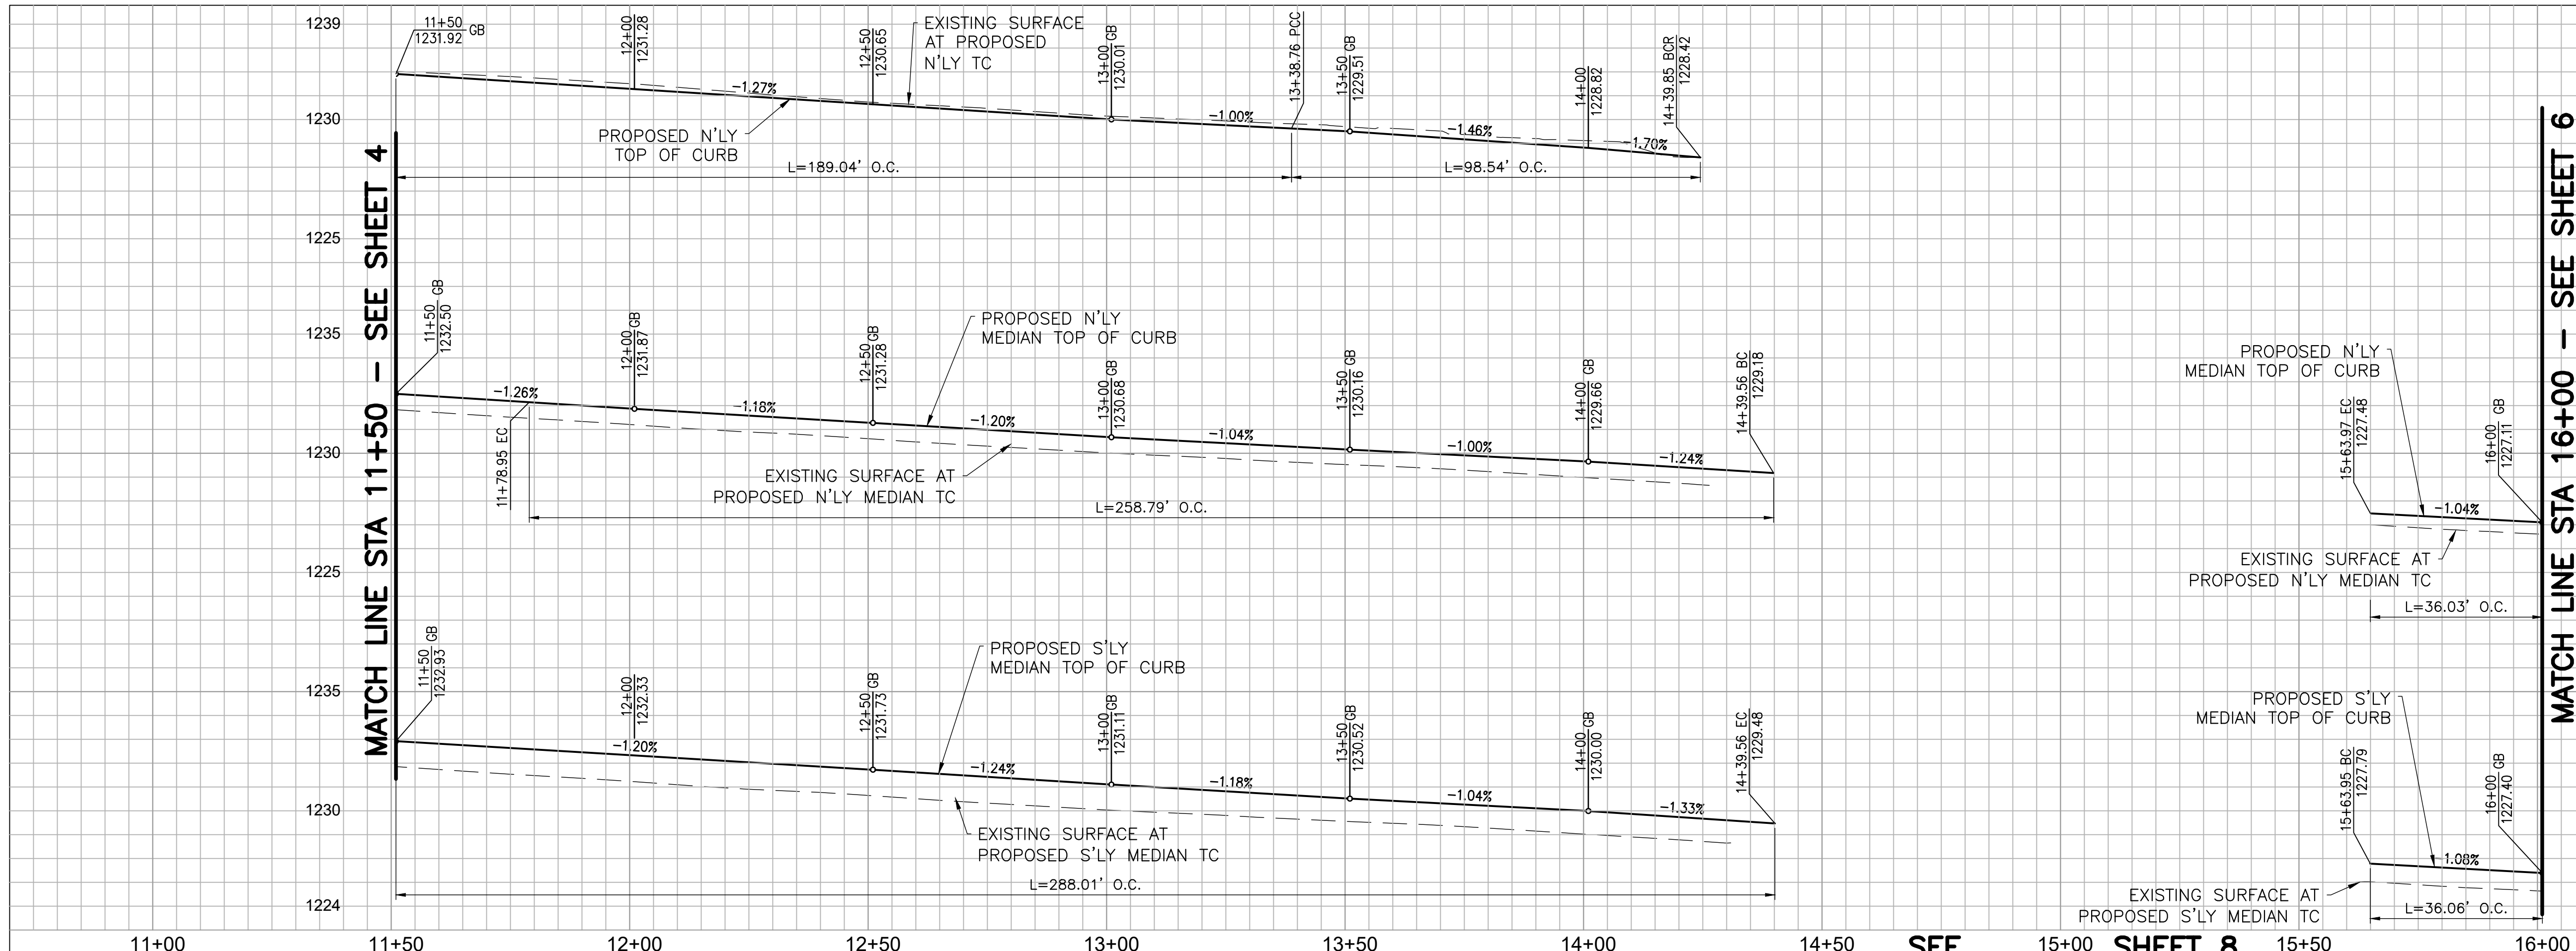 1239
11+50 GB
1231.92
12+00
1231.28
12+50
1230.65
EXISTING SURFACE
AT PROPOSED
N'LY TC
13+00 GB
1230.01
13+38.76 PCC
13+50 GB
1229.51
14+00
1228.82
14+39.85 BCR
1228.42
-1.27%
-1.00%
-1.46%
-1.70%
1230
PROPOSED N'LY
TOP OF CURB
L=189.04' O.C.
L=98.54' O.C.
1225
MATCH LINE STA 11+50 - SEE SHEET 4
MATCH LINE STA 16+00 - SEE SHEET 6
1235
11+50 GB
1232.50
12+00 GB
1231.87
12+50 GB
1231.28
PROPOSED N'LY
MEDIAN TOP OF CURB
13+00 GB
1230.68
13+50 GB
1230.16
14+00 GB
1229.66
14+39.56 BC
1229.18
-1.26%
-1.18%
-1.20%
-1.04%
-1.00%
-1.24%
11+78.95 EC
1230
EXISTING SURFACE AT
PROPOSED N'LY MEDIAN TC
L=258.79' O.C.
PROPOSED N'LY
MEDIAN TOP OF CURB
15+63.97 EC
1227.48
16+00 GB
1227.11
-1.04%
EXISTING SURFACE AT
PROPOSED N'LY MEDIAN TC
L=36.03' O.C.
1225
1235
11+50 GB
1232.93
12+00
1232.33
12+50 GB
1231.73
PROPOSED S'LY
MEDIAN TOP OF CURB
13+00 GB
1231.11
13+50 GB
1230.52
14+00 GB
1230.00
14+39.56 EC
1229.48
-1.20%
-1.24%
-1.18%
-1.04%
-1.33%
1230
EXISTING SURFACE AT
PROPOSED S'LY MEDIAN TC
L=288.01' O.C.
PROPOSED S'LY
MEDIAN TOP OF CURB
15+63.95 BC
1227.79
16+00 GB
1227.40
-1.08%
EXISTING SURFACE AT
PROPOSED S'LY MEDIAN TC
L=36.06' O.C.
1224
11+00 11+50 12+00 12+50 13+00 13+50 14+00 14+50 SEE 15+00 SHEET 8 15+50 16+00